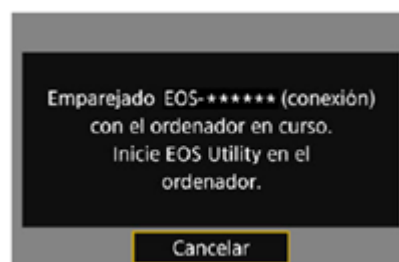 Emparejado EOS-****** (conexión)
con el ordenador en curso.
Inicie EOS Utility en el
ordenador.
Cancelar